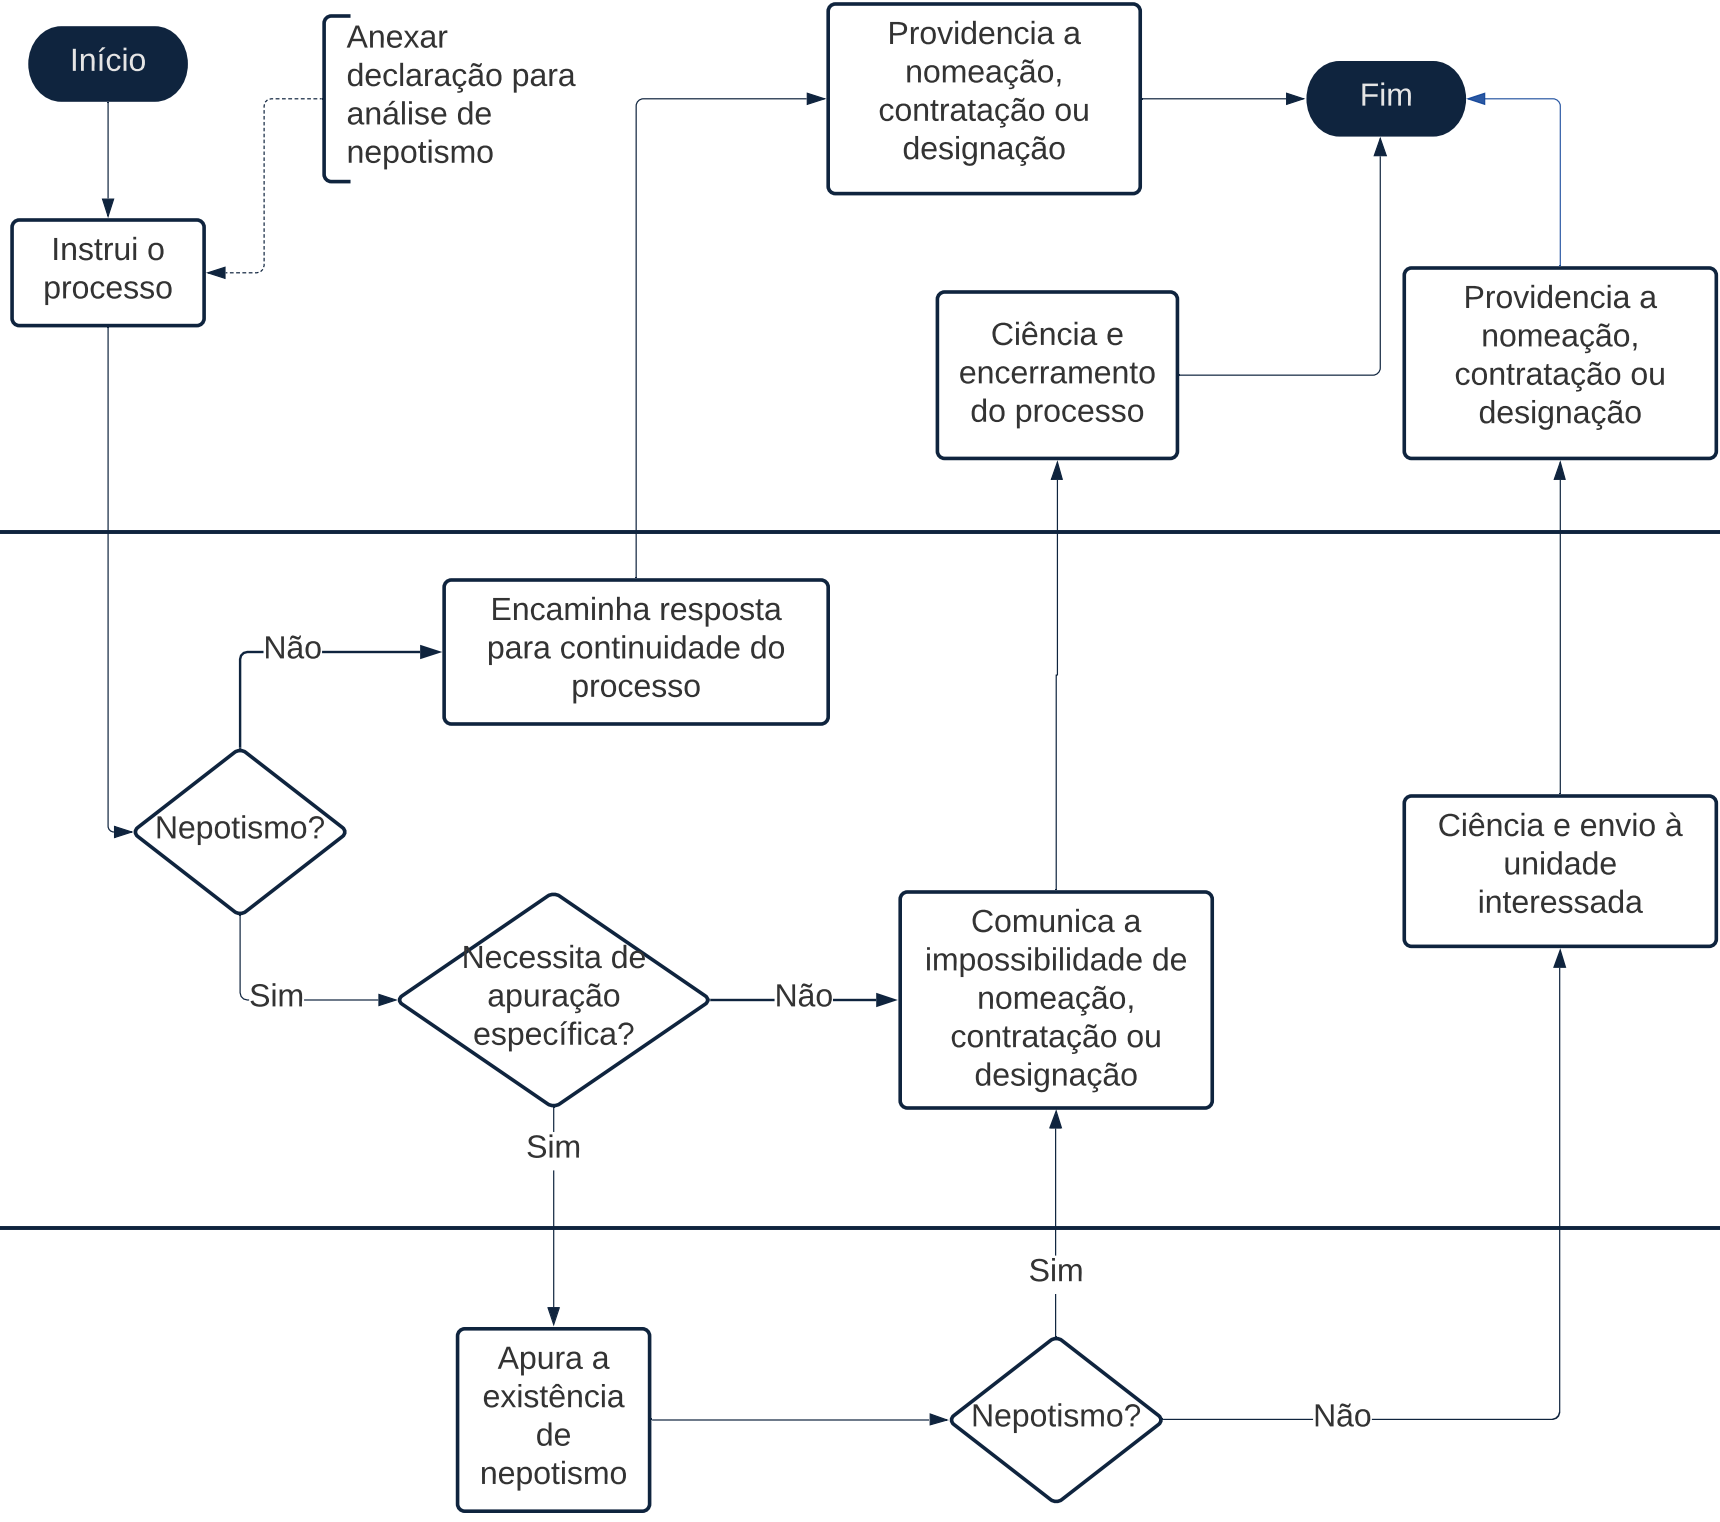 Início
Anexar
declaração para
análise de
nepotismo
Providencia a
nomeação,
contratação ou
designação
Fim
Instrui o
processo
Ciência e
encerramento
do processo
Providencia a
nomeação,
contratação ou
designação
Encaminha resposta
para continuidade do
processo
Não
Nepotismo?
Sim
Necessita de
apuração
específica?
Não
Comunica a
impossibilidade de
nomeação,
contratação ou
designação
Ciência e envio à
unidade
interessada
Sim
Sim
Apura a
existência
de
nepotismo
Nepotismo?
Não